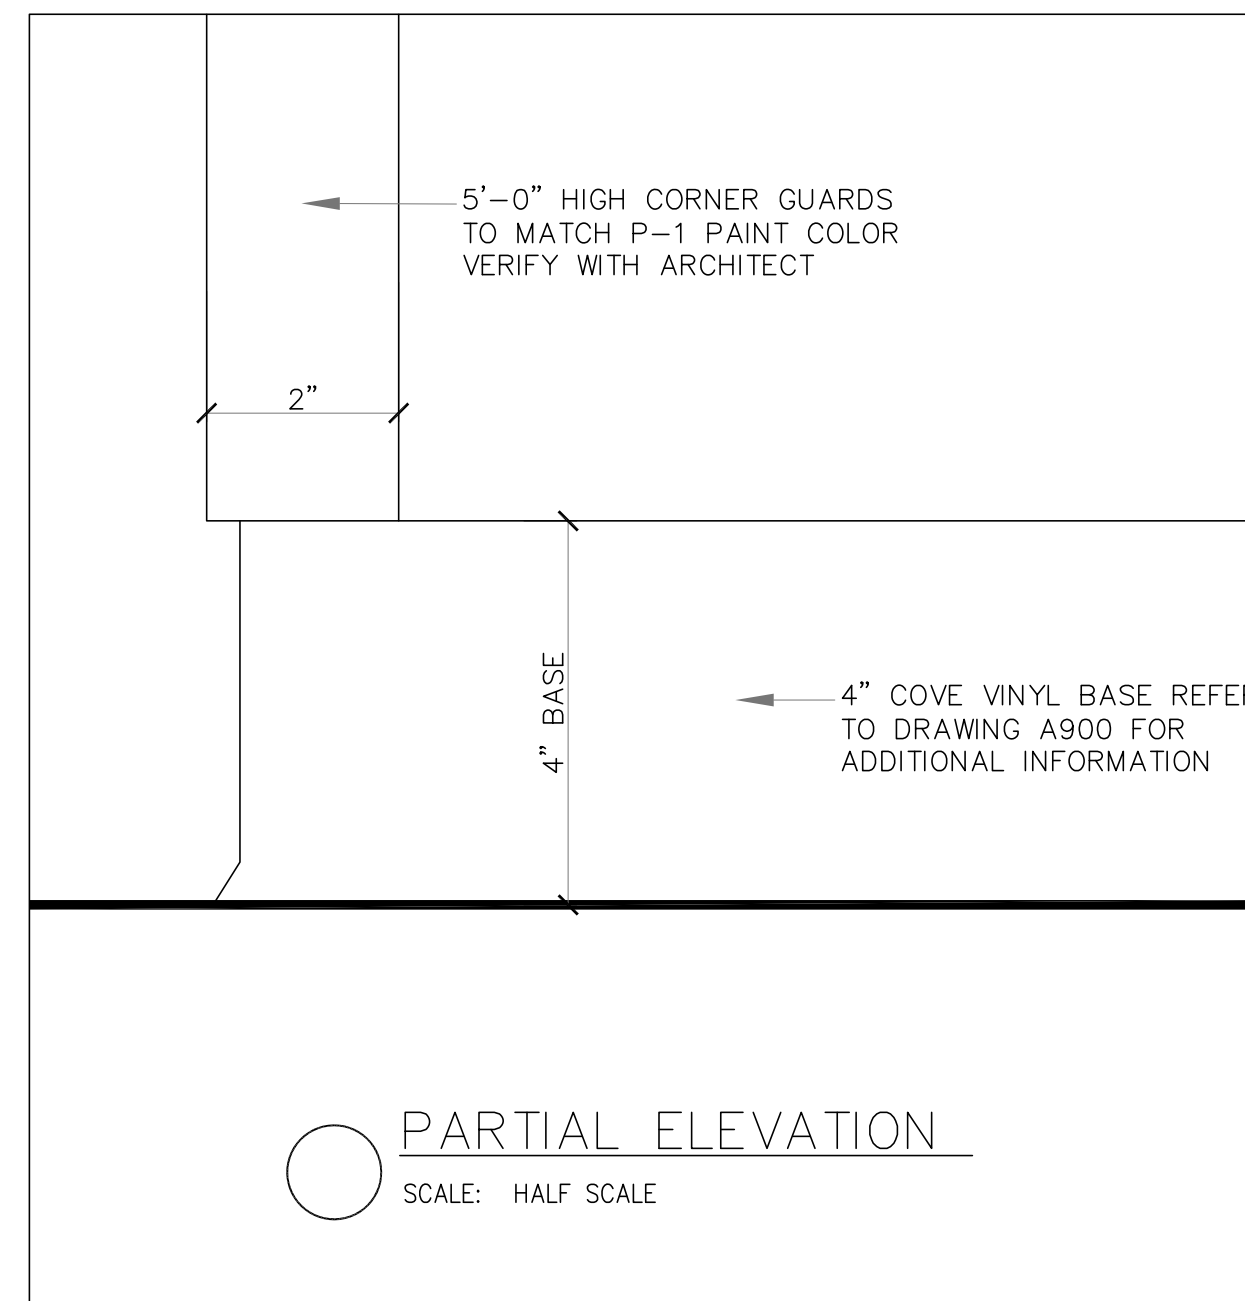 5'-0" HIGH CORNER GUARDS
TO MATCH P-1 PAINT COLOR
VERIFY WITH ARCHITECT
2"
4" BASE
4" COVE VINYL BASE
TO DRAWING A900 FOR
ADDITIONAL INFORMATION
PARTIAL ELEVATION
SCALE: HALF SCALE